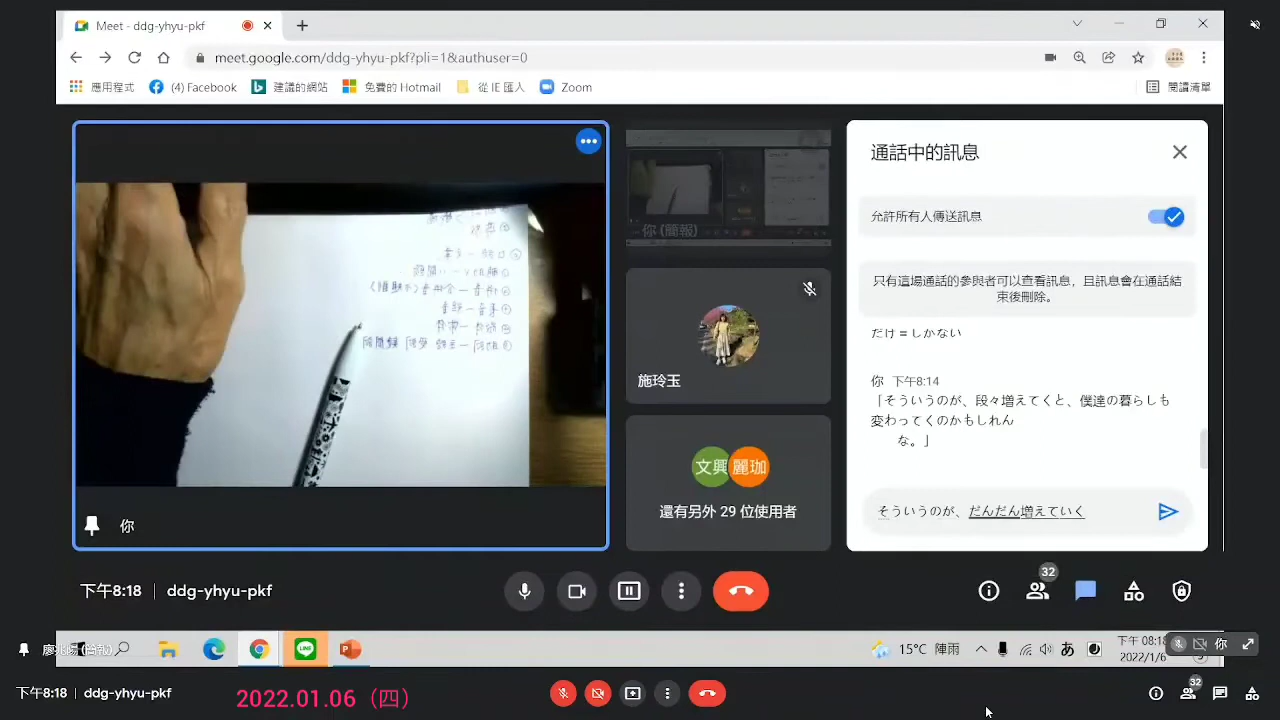 Meet - ddg-yhyu-pkf
meet.google.com/ddg-yhyu-pkf?pli=1&authuser=0
應用程式 (4) Facebook 建議的網站 免費的 Hotmail 從 IE 匯入 Zoom 閱讀清單
你 (簡報)
施玲玉
文興 麗珈
還有另外 29 位使用者
你
通話中的訊息
允許所有人傳送訊息
只有這場通話的參與者可以查看訊息，且訊息會在通話結
束後刪除。
だけ = しかない
你 下午8:14
「そういうのが、段々増えてくと、僕達の暮らしも
変わってくのかもしれん
な。」
そういうのが、だんだん増えていく
下午8:18 ddg-yhyu-pkf
32
15°C 陣雨 あ 下午 08:18
2022/1/6
你
下午8:18 ddg-yhyu-pkf
2022.01.06（四）
32